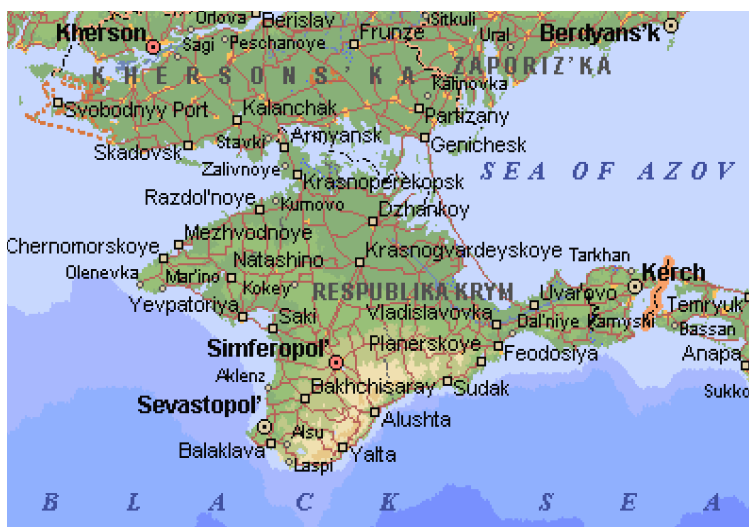 Orlova
Berislav
Sitkuli
Kherson
Sagi
Peschanoye
Frunze
Ural
Berdyans'k
KHERSONS'KA
ZAPORIZ'KA
Kalinovka
Svobodnyy Port
Kalanchak
Partizany
Skadovsk
Stavki
Armyansk
Genichesk
Zalivnoye
Krasnoperekopsk
SEA OF AZOV
Razdol'noye
Kumovo
Dzhankoy
Mezhvodnoye
Chernomorskoye
Natashino
Krasnogvardeyskoye
Tarkhan
Olenevka
Mar'ino
Kokey
RESPUBLIKA KRYM
Uvarovo
Kerch
Yevpatoriya
Saki
Vladislavovka
Temryuk
Dal'niye Kamyshi
Bassan
Simferopol'
Planerskoye
Feodosiya
Anapa
Aklenz
Bakhchisaray
Sudak
Sukko
Sevastopol'
Alushta
Balaklava
Alsu
Yalta
Laspi
BLACK SEA